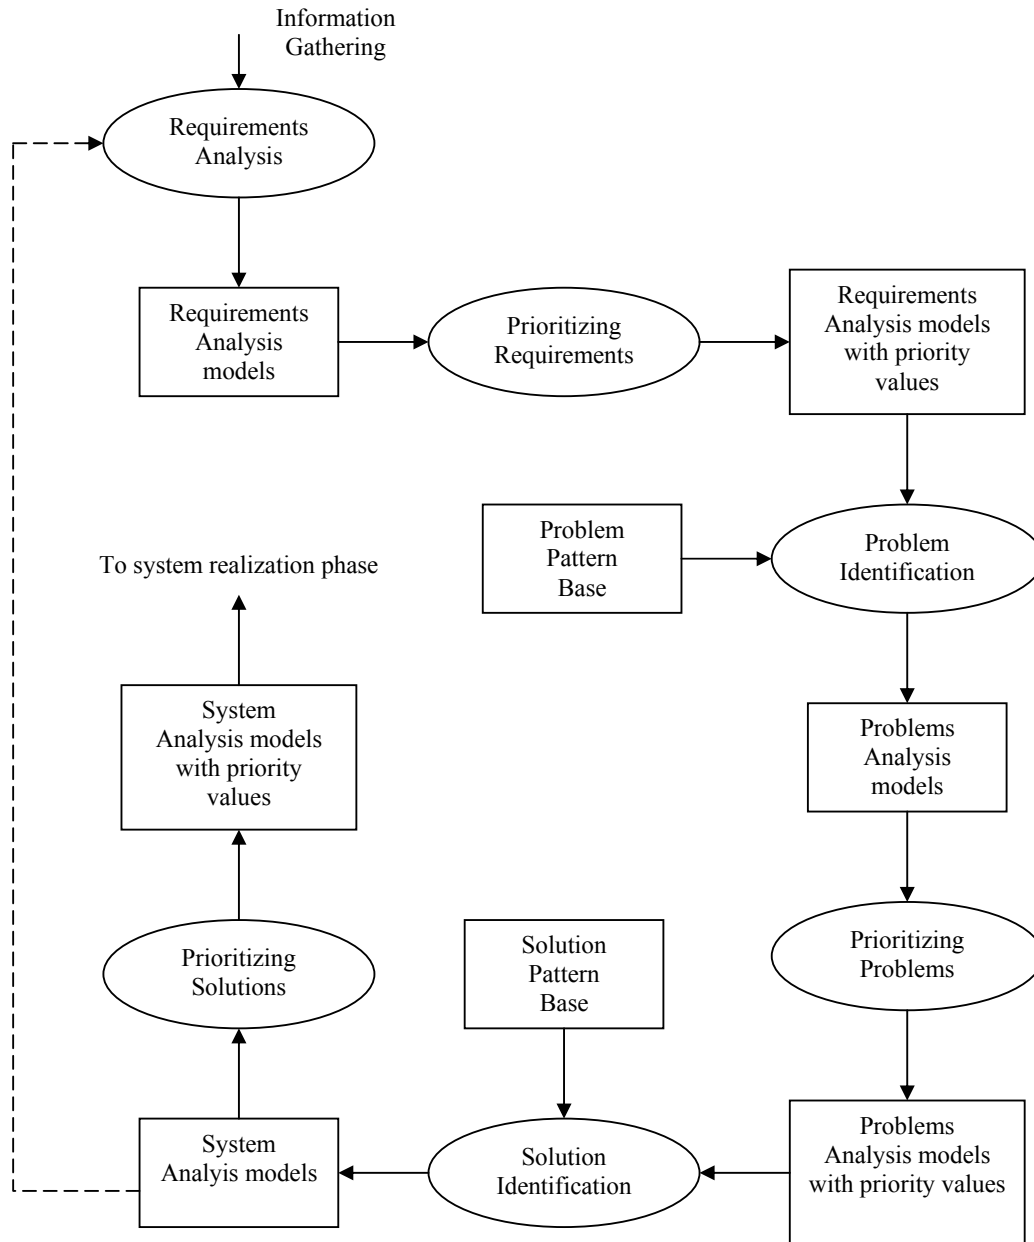 Information
Gathering
Requirements
Analysis
Requirements
Analysis
models
Prioritizing
Requirements
Requirements
Analysis models
with priority
values
Problem
Pattern
Base
Problem
Identification
To system realization phase
System
Analysis models
with priority
values
Problems
Analysis
models
Prioritizing
Solutions
Solution
Pattern
Base
Prioritizing
Problems
System
Analyis models
Solution
Identification
Problems
Analysis models
with priority values